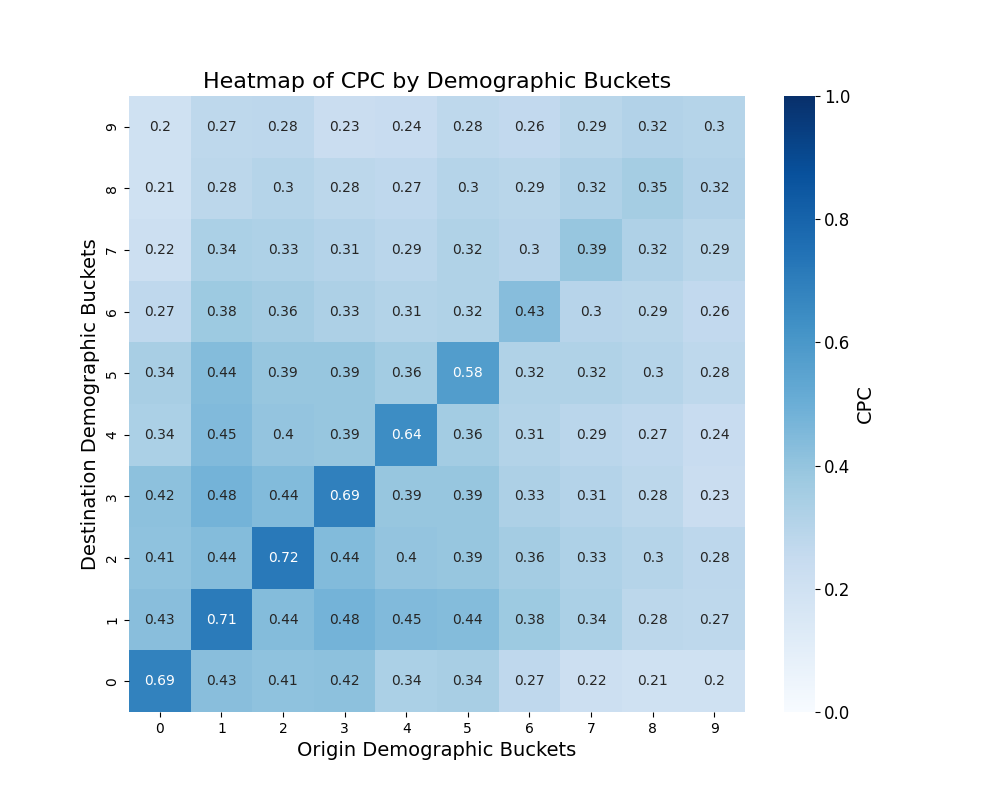 Heatmap of CPC by Demographic Buckets
9 0.2 0.27 0.28 0.23 0.24 0.28 0.26 0.29 0.32 0.3
8 0.21 0.28 0.3 0.28 0.27 0.3 0.29 0.32 0.35 0.32
7 0.22 0.34 0.33 0.31 0.29 0.32 0.3 0.39 0.32 0.29
6 0.27 0.38 0.36 0.33 0.31 0.32 0.43 0.3 0.29 0.26
5 0.34 0.44 0.39 0.39 0.36 0.58 0.32 0.32 0.3 0.28
4 0.34 0.45 0.4 0.39 0.64 0.36 0.31 0.29 0.27 0.24
3 0.42 0.48 0.44 0.69 0.39 0.39 0.33 0.31 0.28 0.23
2 0.41 0.44 0.72 0.44 0.4 0.39 0.36 0.33 0.3 0.28
1 0.43 0.71 0.44 0.48 0.45 0.44 0.38 0.34 0.28 0.27
0 0.69 0.43 0.41 0.42 0.34 0.34 0.27 0.22 0.21 0.2
0 1 2 3 4 5 6 7 8 9
Origin Demographic Buckets
Destination Demographic Buckets
1.0
0.8
0.6
0.4
0.2
0.0
CPC